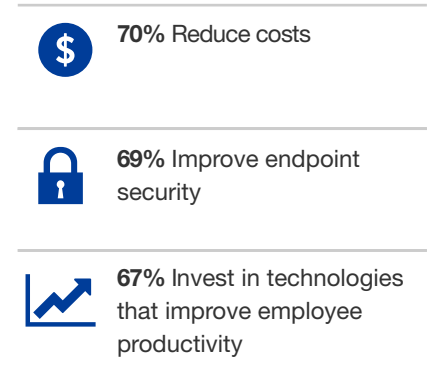 70% Reduce costs
69% Improve endpoint
security
67% Invest in technologies
that improve employee
productivity